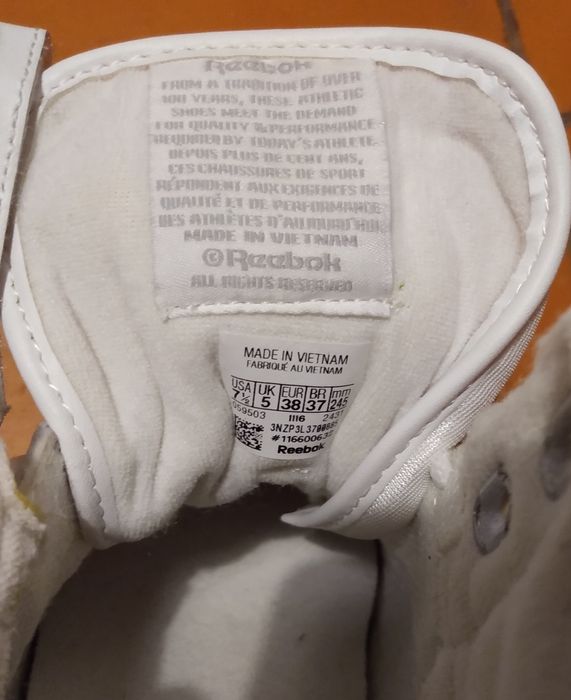 Reebok
FROM A TRADITION OF OVER
100 YEARS, THESE ATHLETIC
SHOES MEET THE DEMAND
FOR QUALITY & PERFORMANCE
REQUIRED BY TODAY'S ATHLETE.
DEPUIS PLUS DE CENT ANS,
CES CHAUSSURES DE SPORT
RÉPONDENT AUX EXIGENCES DE
QUALITÉ ET DE PERFORMANCE
DES ATHLÈTES D'AUJOURD'HUI.
MADE IN VIETNAM
©Reebok
ALL RIGHTS RESERVED
MADE IN VIETNAM
FABRIQUÉ AU VIETNAM
USA UK EUR BR mm
7½ 5 38 37 245
059503 1116
#116600632
Reebok